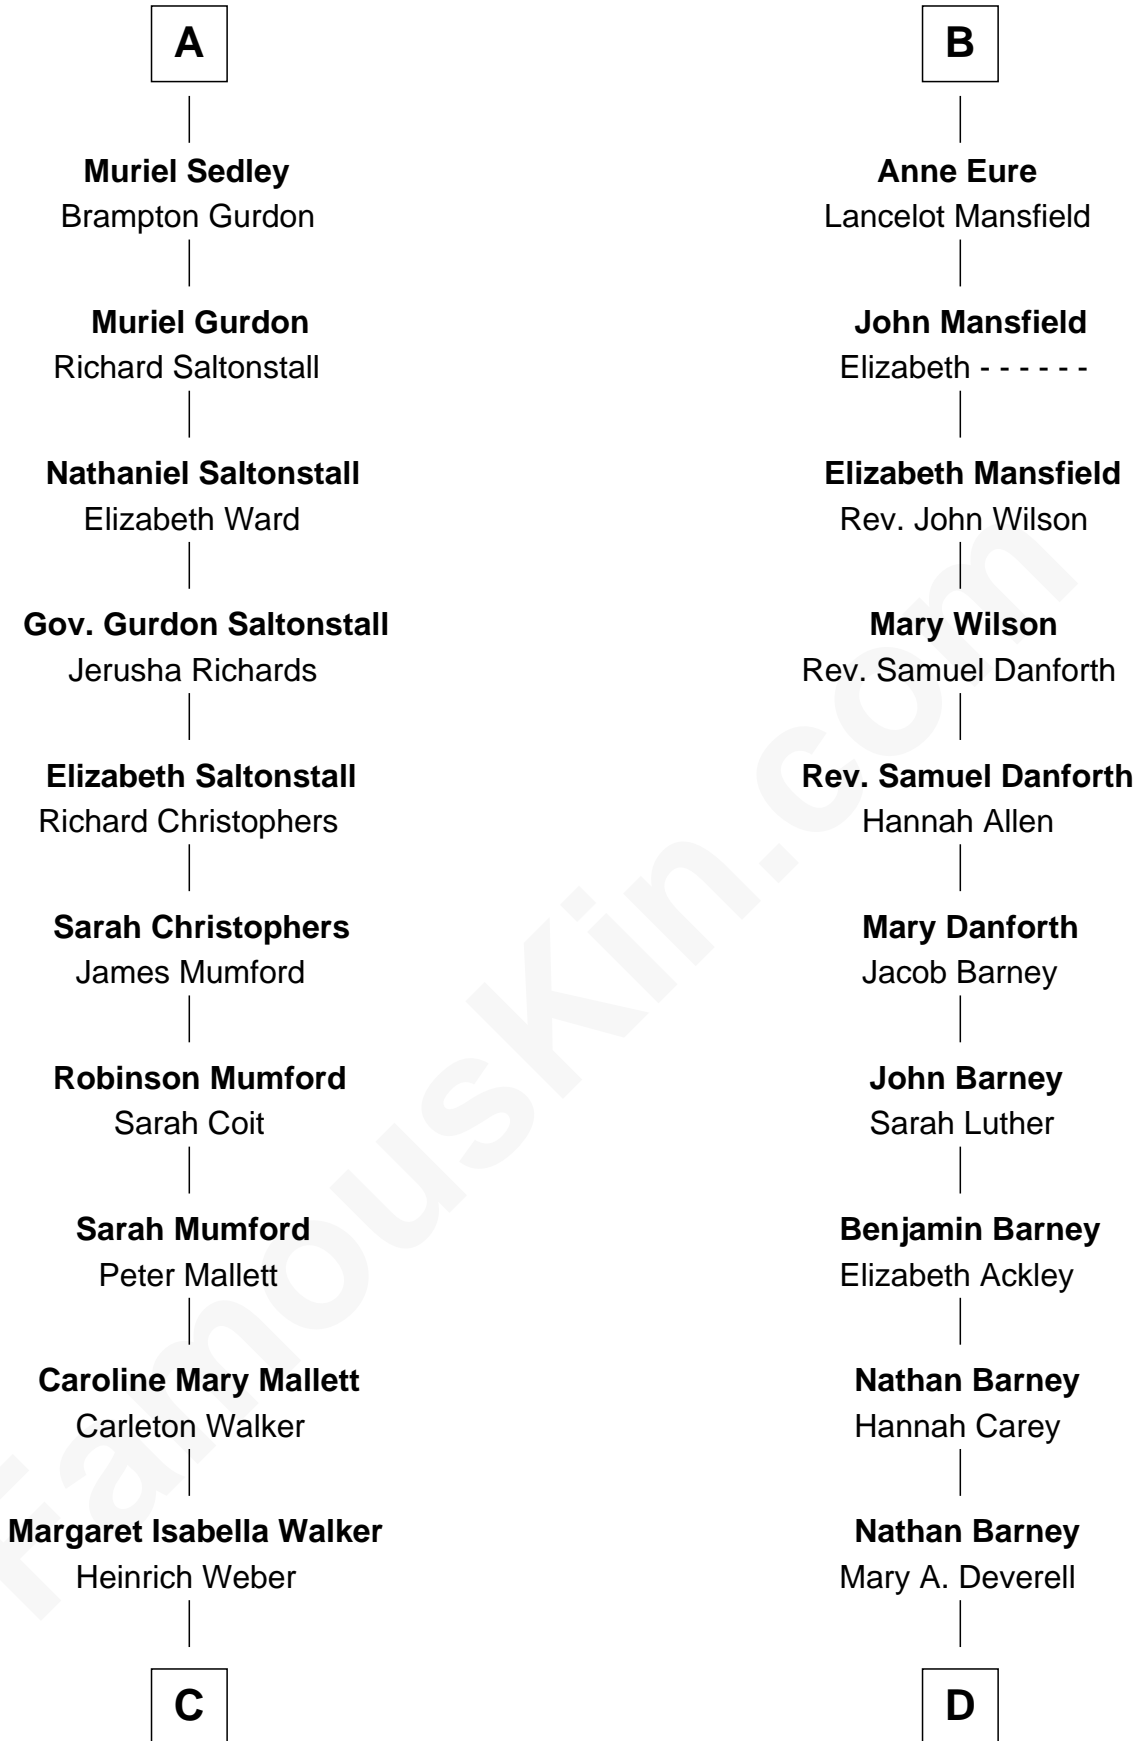 A
Muriel Sedley
Brampton Gurdon
Muriel Gurdon
Richard Saltonstall
Nathaniel Saltonstall
Elizabeth Ward
Gov. Gurdon Saltonstall
Jerusha Richards
Elizabeth Saltonstall
Richard Christophers
Sarah Christophers
James Mumford
Robinson Mumford
Sarah Coit
Sarah Mumford
Peter Mallett
Caroline Mary Mallett
Carleton Walker
Margaret Isabella Walker
Heinrich Weber
C
B
Anne Eure
Lancelot Mansfield
John Mansfield
Elizabeth - - - - - -
Elizabeth Mansfield
Rev. John Wilson
Mary Wilson
Rev. Samuel Danforth
Rev. Samuel Danforth
Hannah Allen
Mary Danforth
Jacob Barney
John Barney
Sarah Luther
Benjamin Barney
Elizabeth Ackley
Nathan Barney
Hannah Carey
Nathan Barney
Mary A. Deverell
D
FamousKin.com